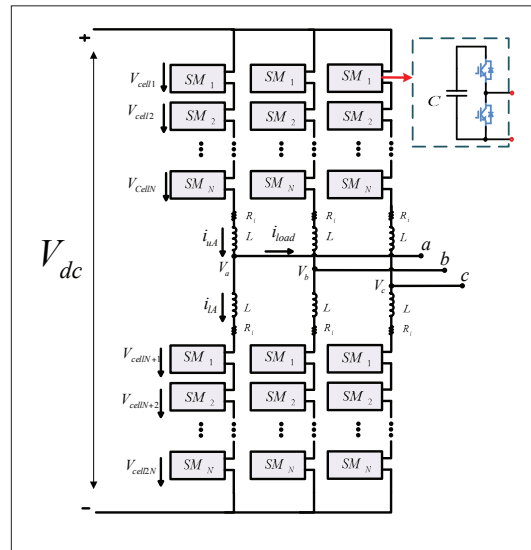 +
V_cell1 SM_1 SM_1 SM_1
C
V_cell2 SM_2 SM_2 SM_2
V_CellN SM_N SM_N SM_N
R_i R_i R_i
i_uA L i_load L L
a
V_a V_b b
V_dc
V_c c
i_lA L L L
R_i R_i R_i
V_cellN+1 SM_1 SM_1 SM_1
V_cellN+2 SM_2 SM_2 SM_2
V_cell2N SM_N SM_N SM_N
-